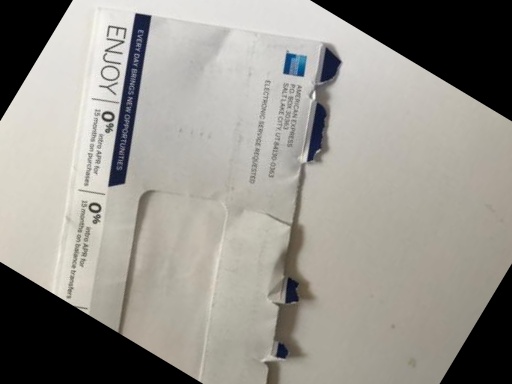 AMERICAN EXPRESS
PO BOX 30363
SALT LAKE CITY, UT 84130-0363
ELECTRONIC SERVICE REQUESTED
EVERY DAY BRINGS NEW OPPORTUNITIES
ENJOY
0% intro APR for
15 months on purchases
0% intro APR for
15 months on balance transfers